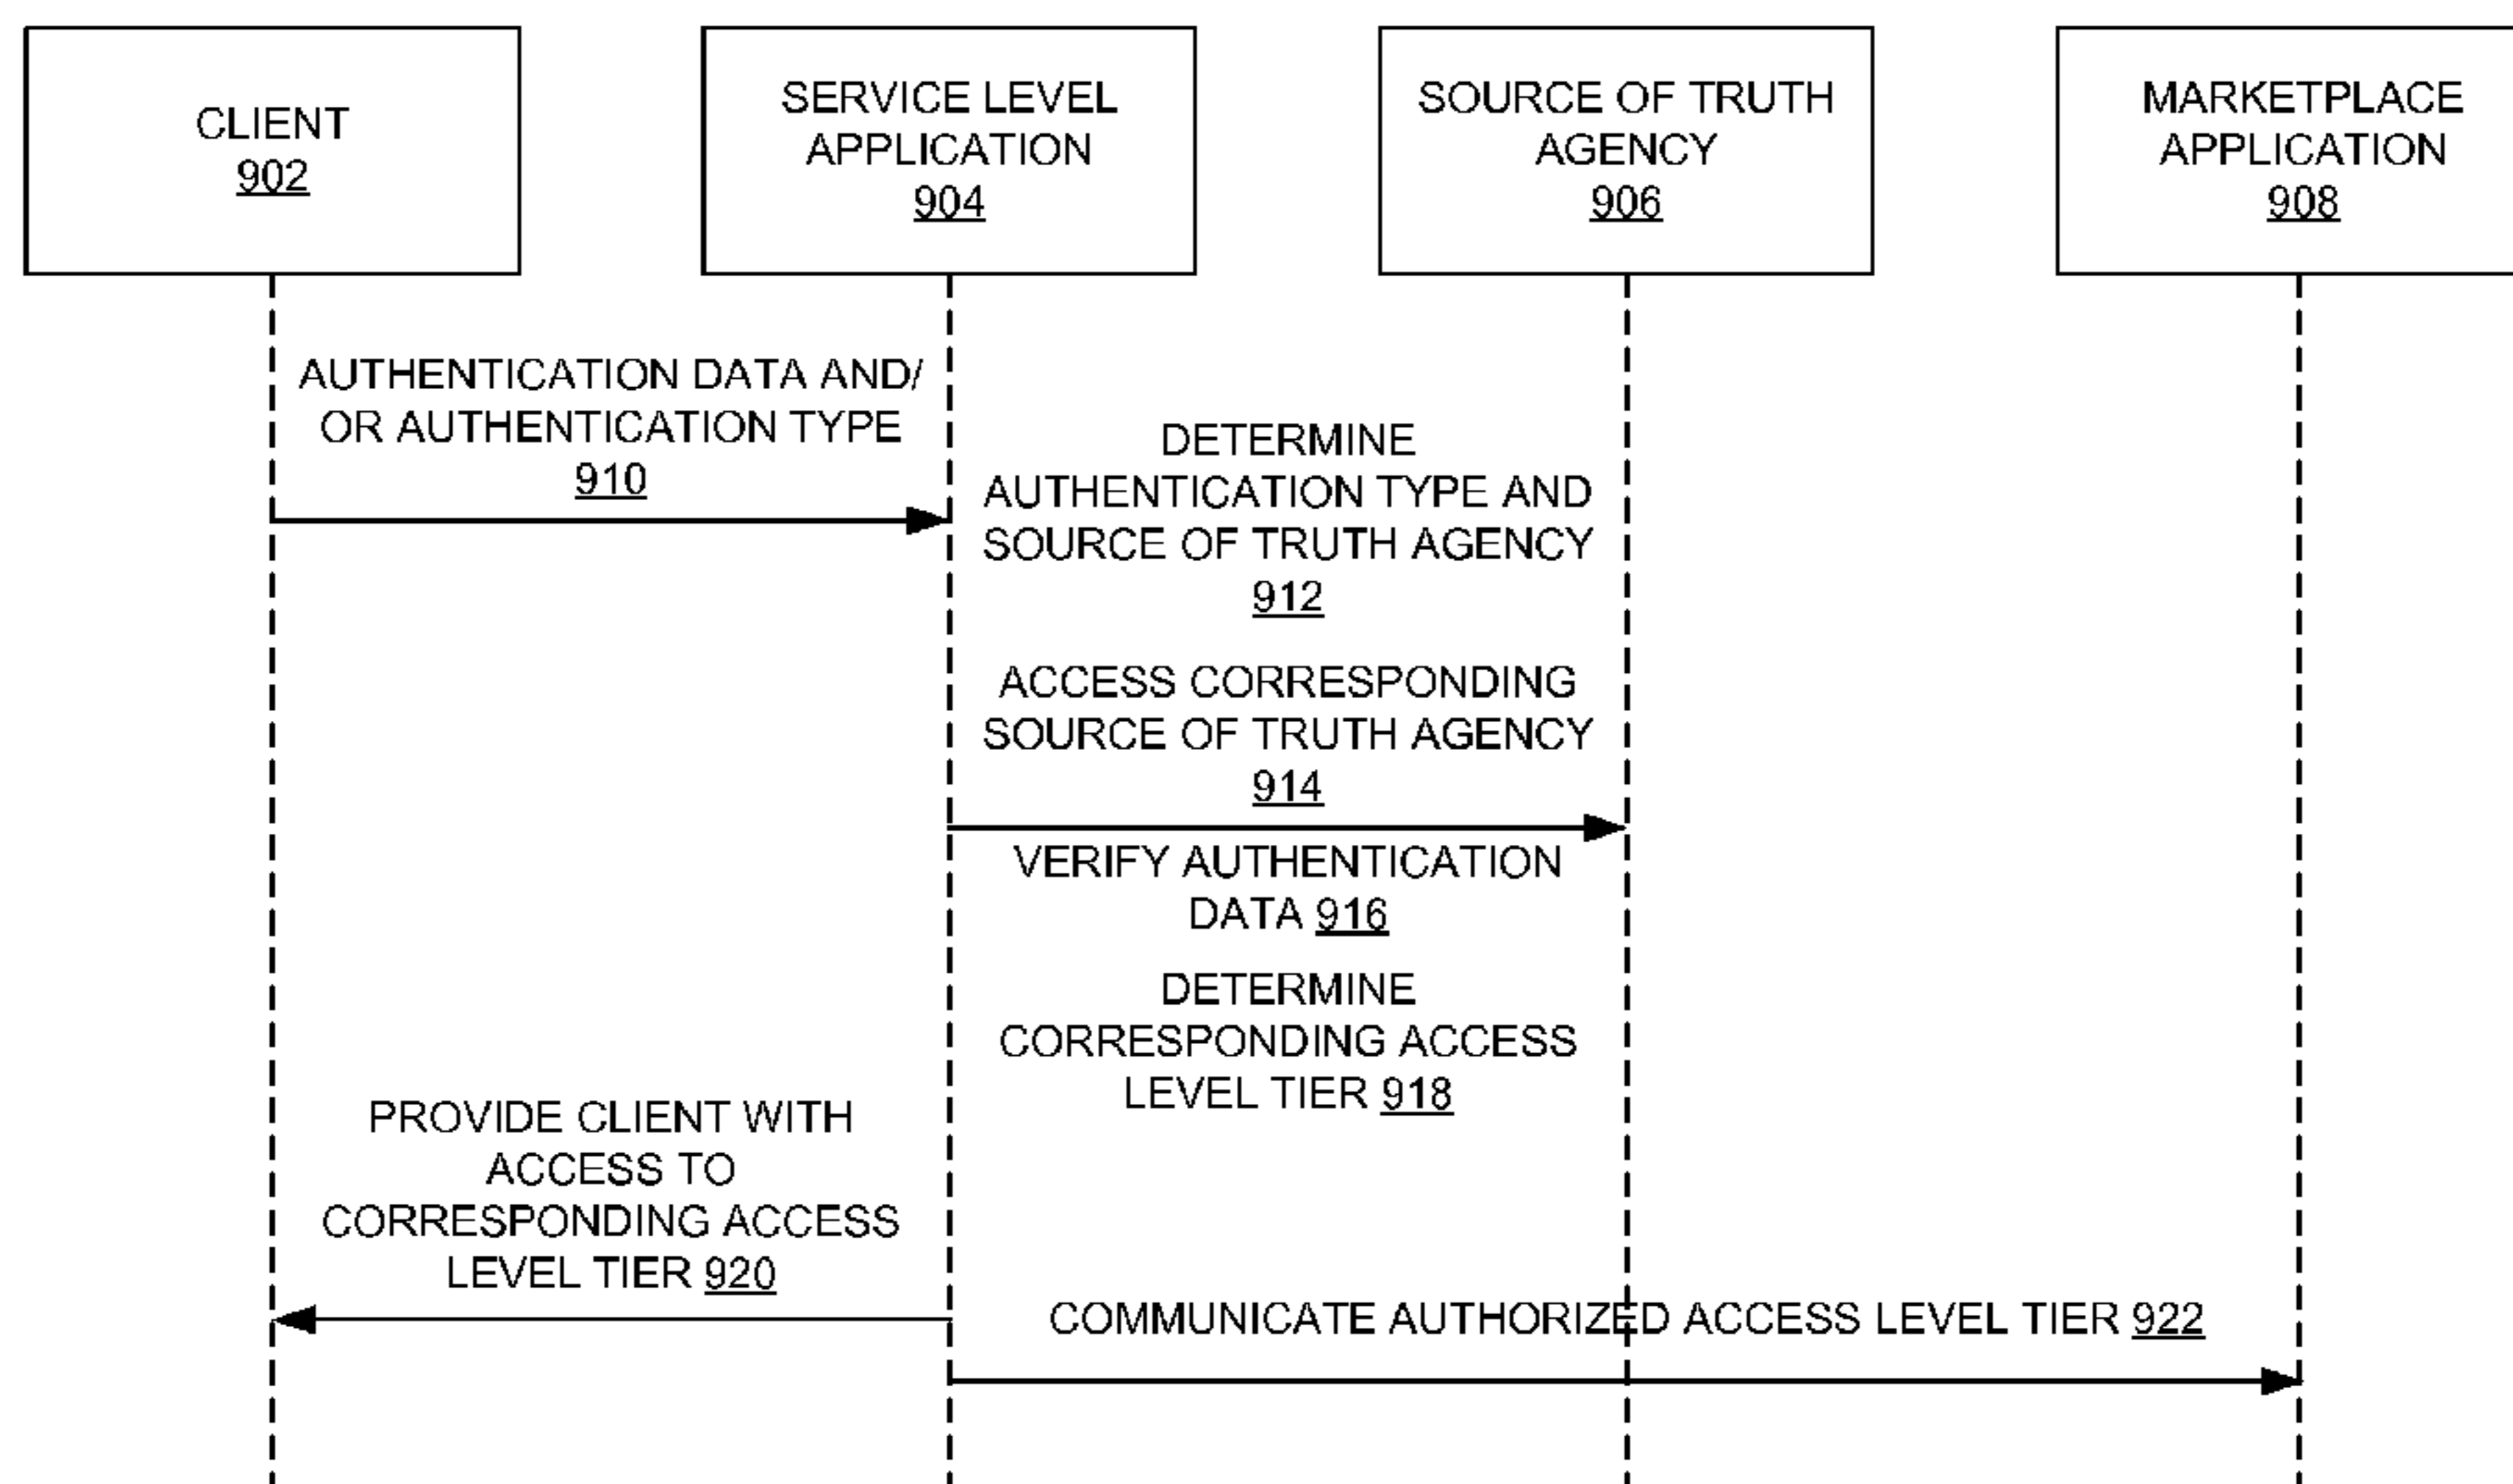 CLIENT
902
SERVICE LEVEL
APPLICATION
904
SOURCE OF TRUTH
AGENCY
906
MARKETPLACE
APPLICATION
908
AUTHENTICATION DATA AND/
OR AUTHENTICATION TYPE
910
DETERMINE
AUTHENTICATION TYPE AND
SOURCE OF TRUTH AGENCY
912
ACCESS CORRESPONDING
SOURCE OF TRUTH AGENCY
914
VERIFY AUTHENTICATION
DATA 916
DETERMINE
CORRESPONDING ACCESS
LEVEL TIER 918
PROVIDE CLIENT WITH
ACCESS TO
CORRESPONDING ACCESS
LEVEL TIER 920
COMMUNICATE AUTHORIZED ACCESS LEVEL TIER 922